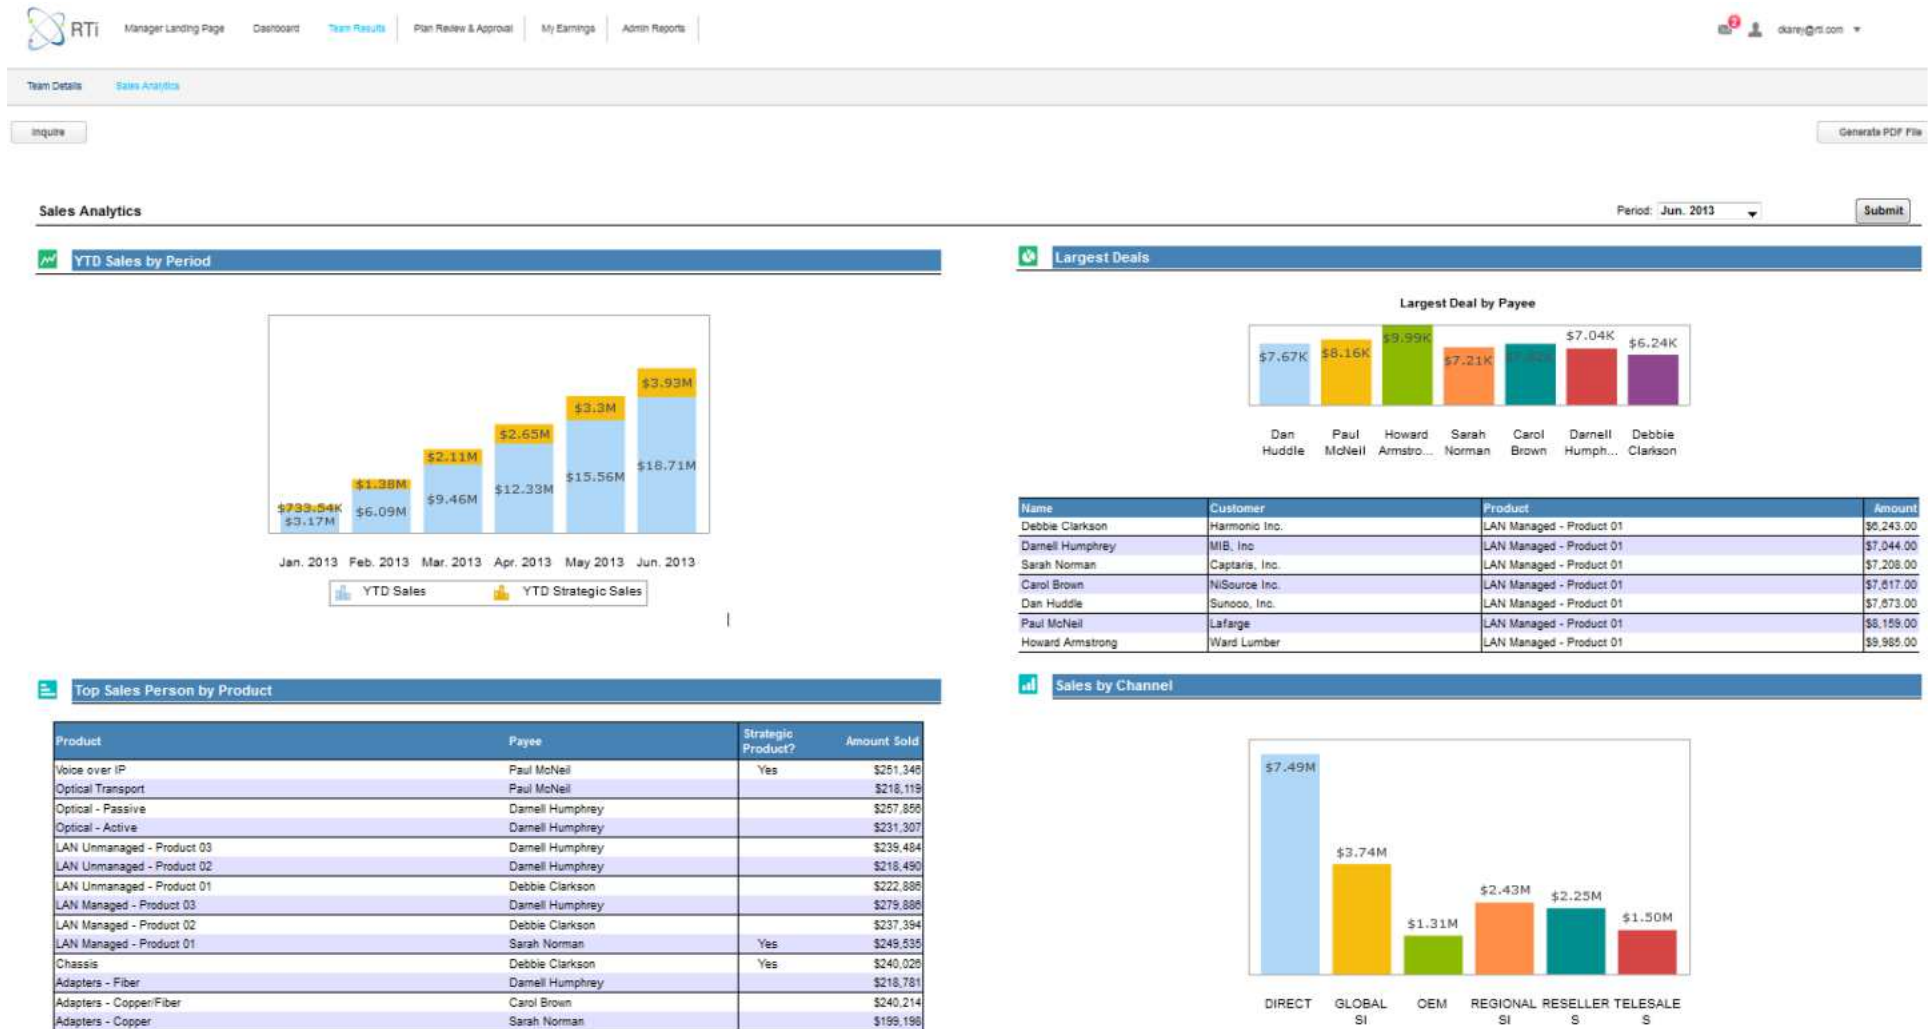 RTi
Manager Landing Page Dashboard Team Results Plan Review & Approval My Earnings Admin Reports
2
dkarey@rti.com
Team Details Sales Analytics
Inquire
Generate PDF File
Sales Analytics
Period: Jun. 2013
Submit
YTD Sales by Period
$733.54K $1.38M $2.11M $2.65M $3.3M $3.93M
$3.17M $6.09M $9.46M $12.33M $15.56M $18.71M
Jan. 2013 Feb. 2013 Mar. 2013 Apr. 2013 May 2013 Jun. 2013
YTD Sales YTD Strategic Sales
Largest Deals
Largest Deal by Payee
$7.67K $8.16K $9.99K $7.21K $7.04K $6.24K
Dan Paul Howard Sarah Carol Darnell Debbie
Huddle McNeil Armstro... Norman Brown Humph... Clarkson
Name Customer Product Amount
Debbie Clarkson Harmonic Inc. LAN Managed - Product 01 $6,243.00
Darnell Humphrey MIB, Inc LAN Managed - Product 01 $7,044.00
Sarah Norman Captaris, Inc. LAN Managed - Product 01 $7,208.00
Carol Brown NiSource Inc. LAN Managed - Product 01 $7,617.00
Dan Huddle Sunoco, Inc. LAN Managed - Product 01 $7,673.00
Paul McNeil Lafarge LAN Managed - Product 01 $8,159.00
Howard Armstrong Ward Lumber LAN Managed - Product 01 $9,985.00
Top Sales Person by Product
Product Payee Strategic Product? Amount Sold
Voice over IP Paul McNeil Yes $251,346
Optical Transport Paul McNeil $218,119
Optical - Passive Darnell Humphrey $257,856
Optical - Active Darnell Humphrey $231,307
LAN Unmanaged - Product 03 Darnell Humphrey $239,484
LAN Unmanaged - Product 02 Darnell Humphrey $218,490
LAN Unmanaged - Product 01 Debbie Clarkson $222,886
LAN Managed - Product 03 Darnell Humphrey $279,886
LAN Managed - Product 02 Debbie Clarkson $237,394
LAN Managed - Product 01 Sarah Norman Yes $249,535
Chassis Debbie Clarkson Yes $240,026
Adapters - Fiber Darnell Humphrey $218,781
Adapters - Copper/Fiber Carol Brown $240,214
Adapters - Copper Sarah Norman $199,196
Sales by Channel
$7.49M $3.74M $1.31M $2.43M $2.25M $1.50M
DIRECT GLOBAL OEM REGIONAL RESELLER TELESALE
SI SI S S